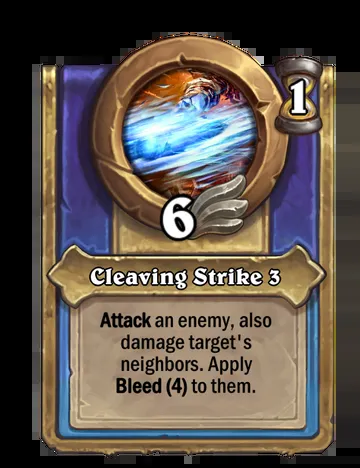 1
6
Cleaving Strike 3
Attack an enemy, also
damage target's
neighbors. Apply
Bleed (4) to them.